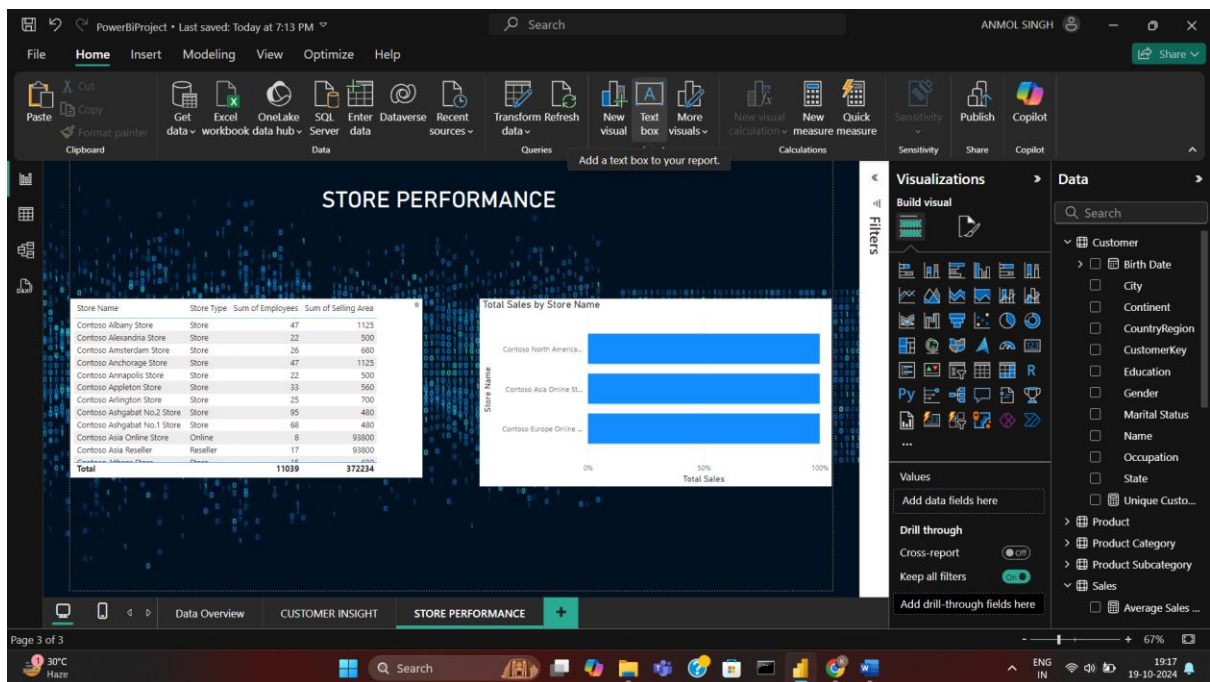 PowerBiProject • Last saved: Today at 7:13 PM
Search
ANMOL SINGH
File Home Insert Modeling View Optimize Help
Share
Paste
Cut
Copy
Format painter
Clipboard
Get data
Excel workbook
OneLake data hub
SQL Server
Enter data
Dataverse
Recent sources
Data
Transform data
Refresh
Queries
New visual
Text box
More visuals
New visual calculation
New measure
Quick measure
Calculations
Sensitivity
Sensitivity
Publish
Share
Copilot
Copilot
Add a text box to your report.
STORE PERFORMANCE
Store Name Store Type Sum of Employees Sum of Selling Area
Contoso Albany Store Store 47 1125
Contoso Alexandria Store Store 22 500
Contoso Amsterdam Store Store 26 680
Contoso Anchorage Store Store 47 1125
Contoso Annapolis Store Store 22 500
Contoso Appleton Store Store 33 560
Contoso Arlington Store Store 25 700
Contoso Ashgabat No.2 Store Store 95 480
Contoso Ashgabat No.1 Store Store 68 480
Contoso Asia Online Store Online 8 93800
Contoso Asia Reseller Reseller 17 93800
Total 11039 372234
Total Sales by Store Name
Store Name
Contoso North America...
Contoso Asia Online St...
Contoso Europe Online ...
0% 50% 100%
Total Sales
Filters
Visualizations
Build visual
Py
R
...
Values
Add data fields here
Drill through
Cross-report
Off
Keep all filters
On
Add drill-through fields here
Data
Search
Customer
Birth Date
City
Continent
CountryRegion
CustomerKey
Education
Gender
Marital Status
Name
Occupation
State
Unique Custo...
Product
Product Category
Product Subcategory
Sales
Average Sales ...
Data Overview CUSTOMER INSIGHT STORE PERFORMANCE +
Page 3 of 3
- + 67%
1
30°C
Haze
Search
ENG
IN
19:17
19-10-2024